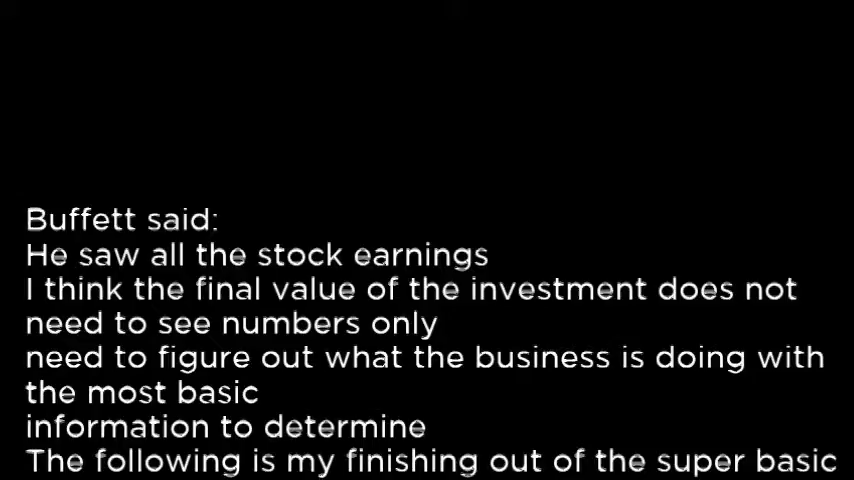 Buffett said:
He saw all the stock earnings
I think the final value of the investment does not
need to see numbers only
need to figure out what the business is doing with
the most basic
information to determine
The following is my finishing out of the super basic